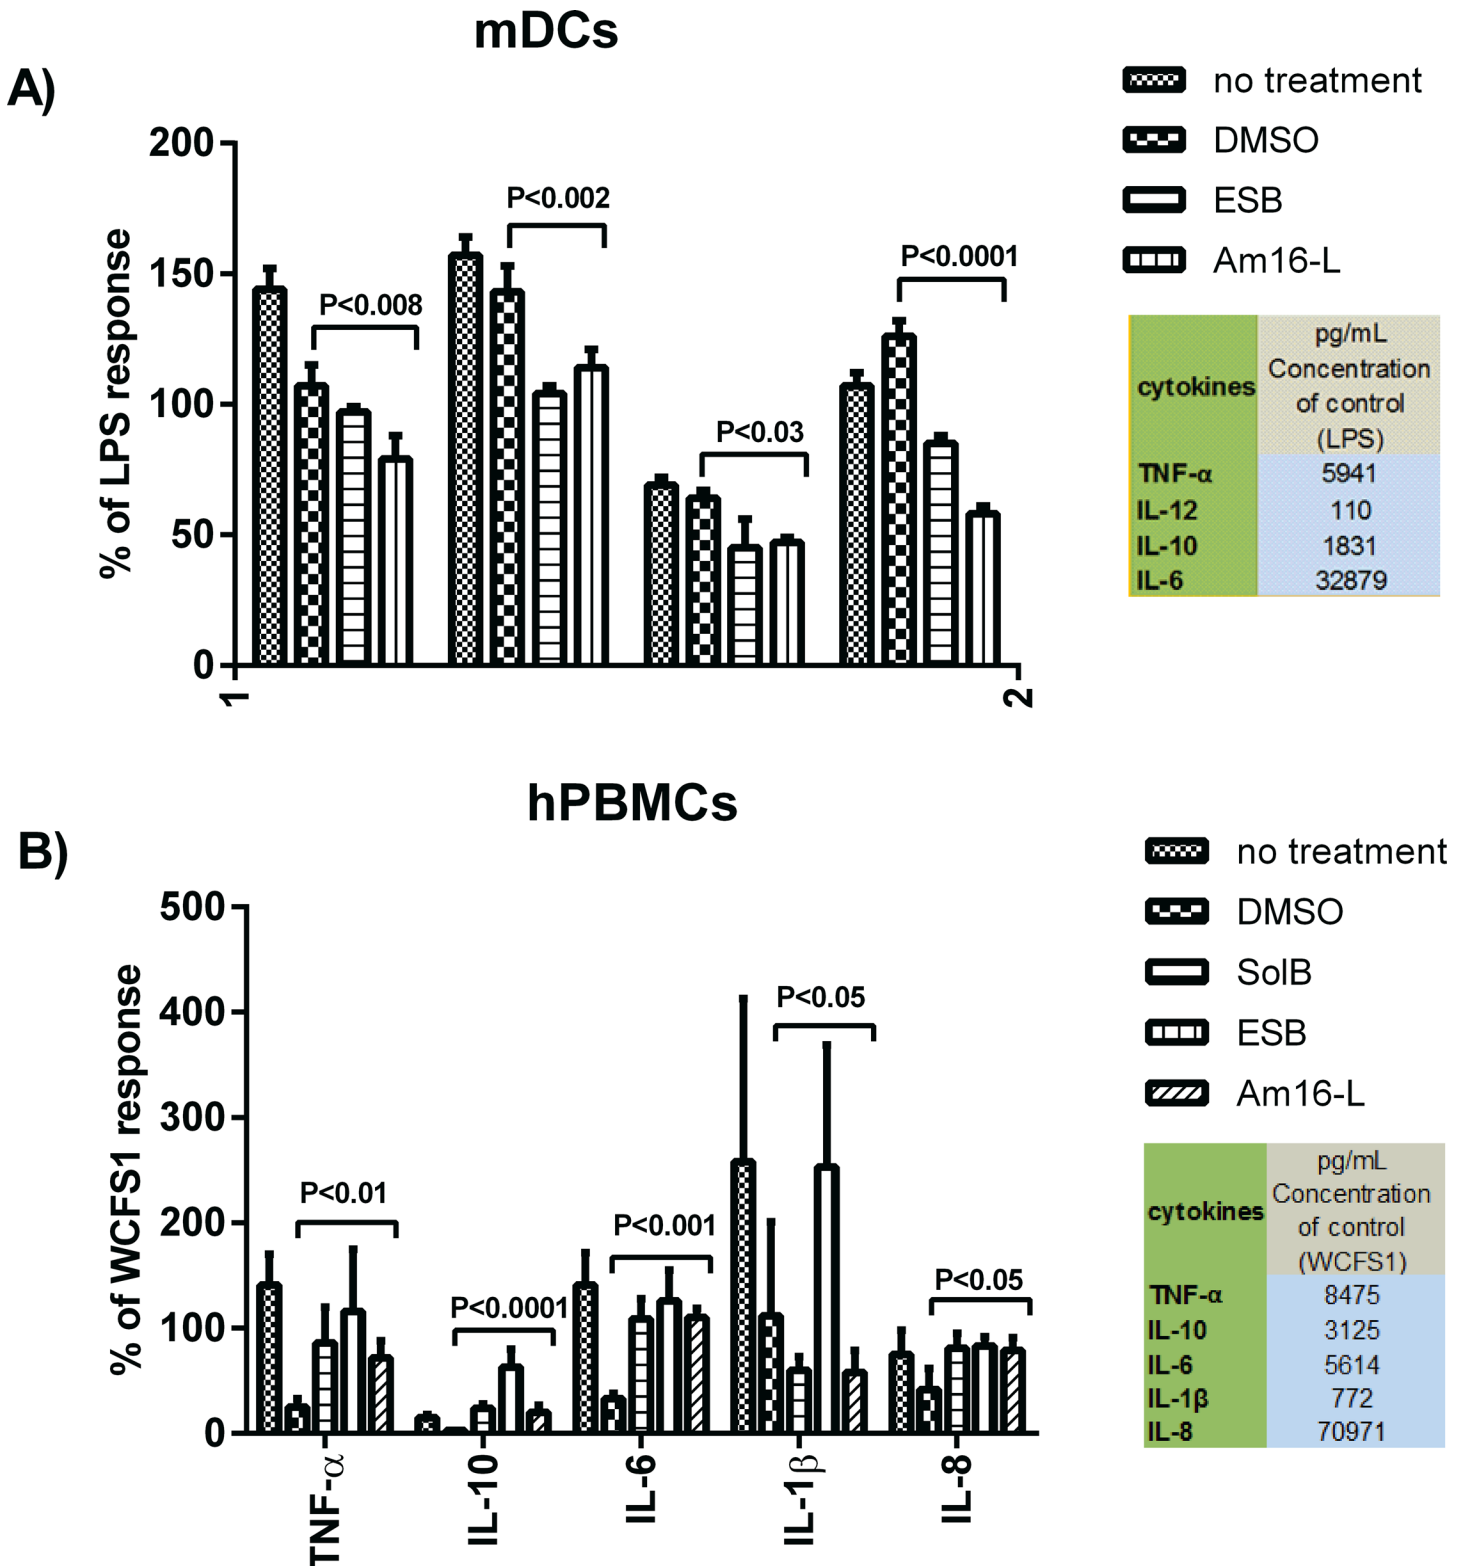 mDCs
A)
no treatment
DMSO
ESB
Am16-L
% of LPS response
200
150
100
50
0
P<0.008
P<0.002
P<0.03
P<0.0001
1
2
cytokines
pg/mL
Concentration
of control
(LPS)
TNF-α 5941
IL-12 110
IL-10 1831
IL-6 32879
hPBMCs
B)
no treatment
DMSO
SolB
ESB
Am16-L
% of WCFS1 response
500
400
300
200
100
0
P<0.01
P<0.0001
P<0.001
P<0.05
P<0.05
TNF-α
IL-10
IL-6
IL-1β
IL-8
cytokines
pg/mL
Concentration
of control
(WCFS1)
TNF-α 8475
IL-10 3125
IL-6 5614
IL-1β 772
IL-8 70971